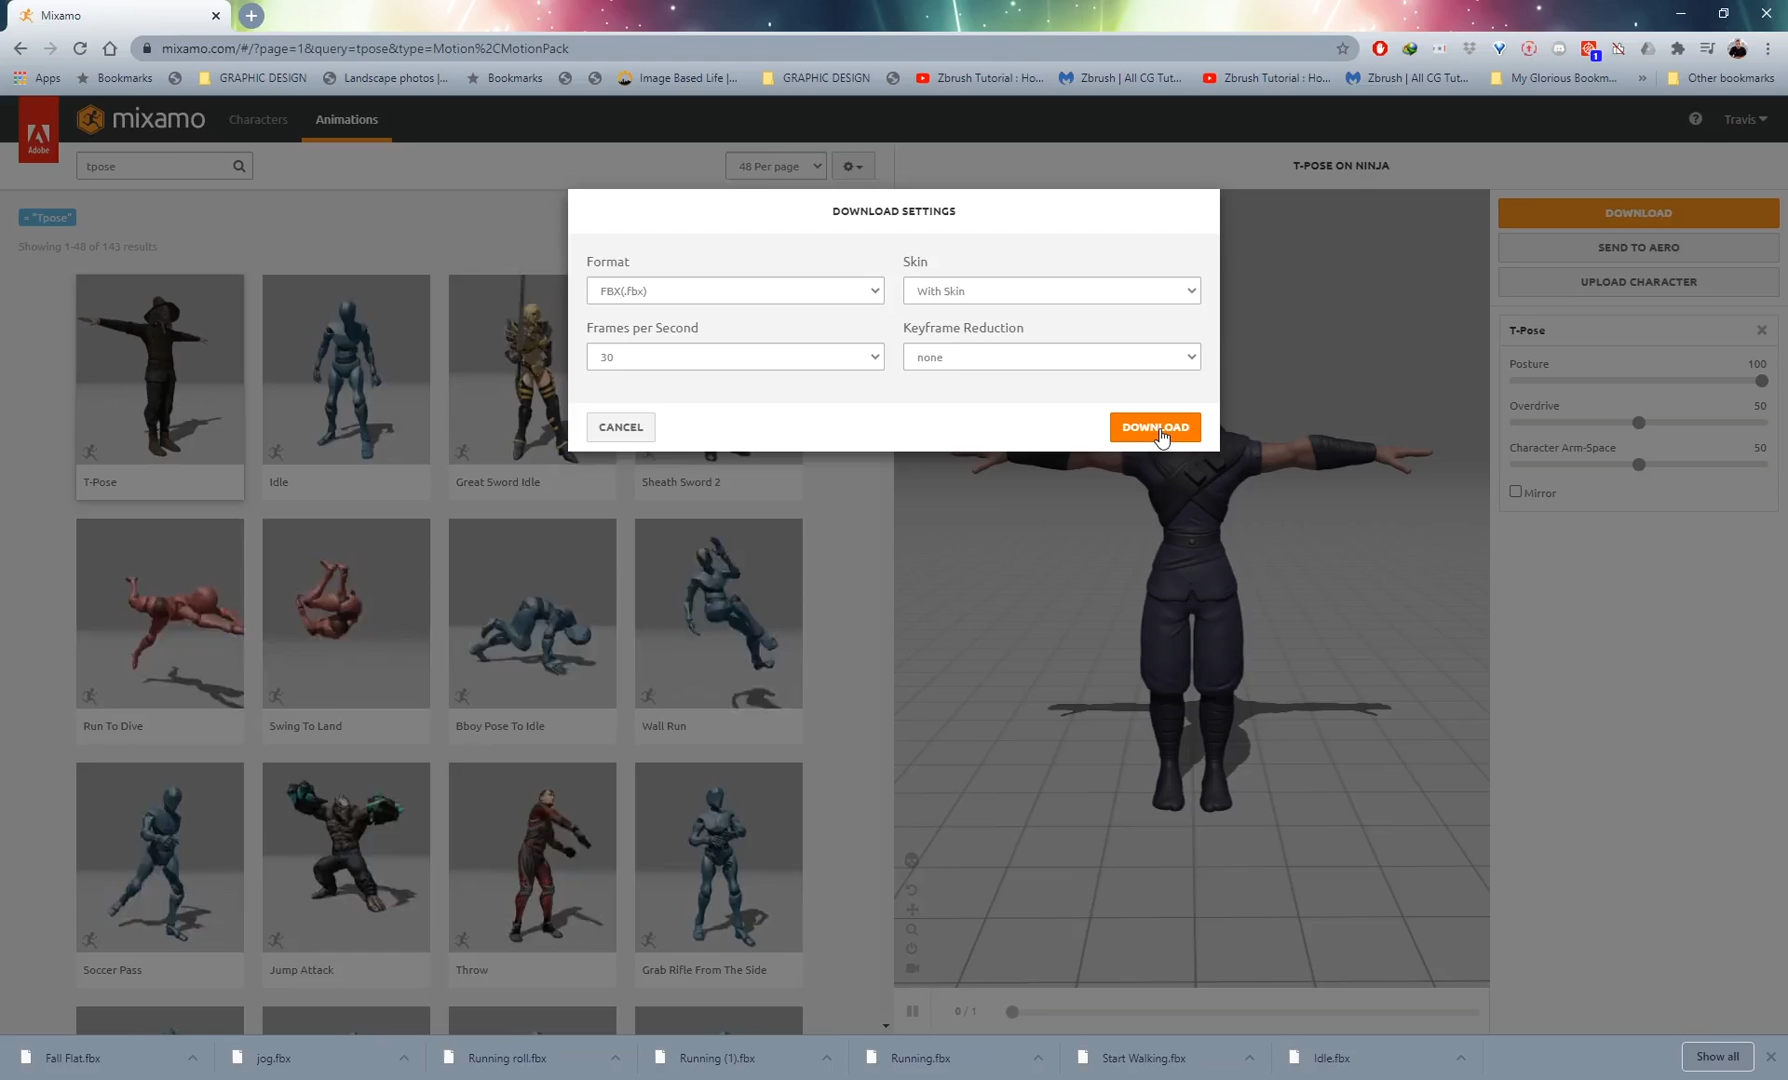 Mixamo
mixamo.com/#/?page=1&query=tpose&type=Motion%2CMotionPack
1
Apps
Bookmarks
GRAPHIC DESIGN
Landscape photos |...
Bookmarks
Image Based Life |...
GRAPHIC DESIGN
Zbrush Tutorial : Ho...
Zbrush | All CG Tut...
Zbrush Tutorial : Ho...
Zbrush | All CG Tut...
My Glorious Bookm...
»
Other bookmarks
Adobe
mixamo
Characters
Animations
Travis
tpose
48 Per page
T-POSE ON NINJA
= "Tpose"
Showing 1-48 of 143 results
DOWNLOAD SETTINGS
Format
Skin
FBX(.fbx)
With Skin
Frames per Second
Keyframe Reduction
30
none
CANCEL
DOWNLOAD
DOWNLOAD
SEND TO AERO
UPLOAD CHARACTER
T-Pose
Posture 100
Overdrive 50
Character Arm-Space 50
Mirror
T-Pose
Idle
Great Sword Idle
Sheath Sword 2
Run To Dive
Swing To Land
Bboy Pose To Idle
Wall Run
Soccer Pass
Jump Attack
Throw
Grab Rifle From The Side
0 / 1
Fall Flat.fbx
jog.fbx
Running roll.fbx
Running (1).fbx
Running.fbx
Start Walking.fbx
Idle.fbx
Show all